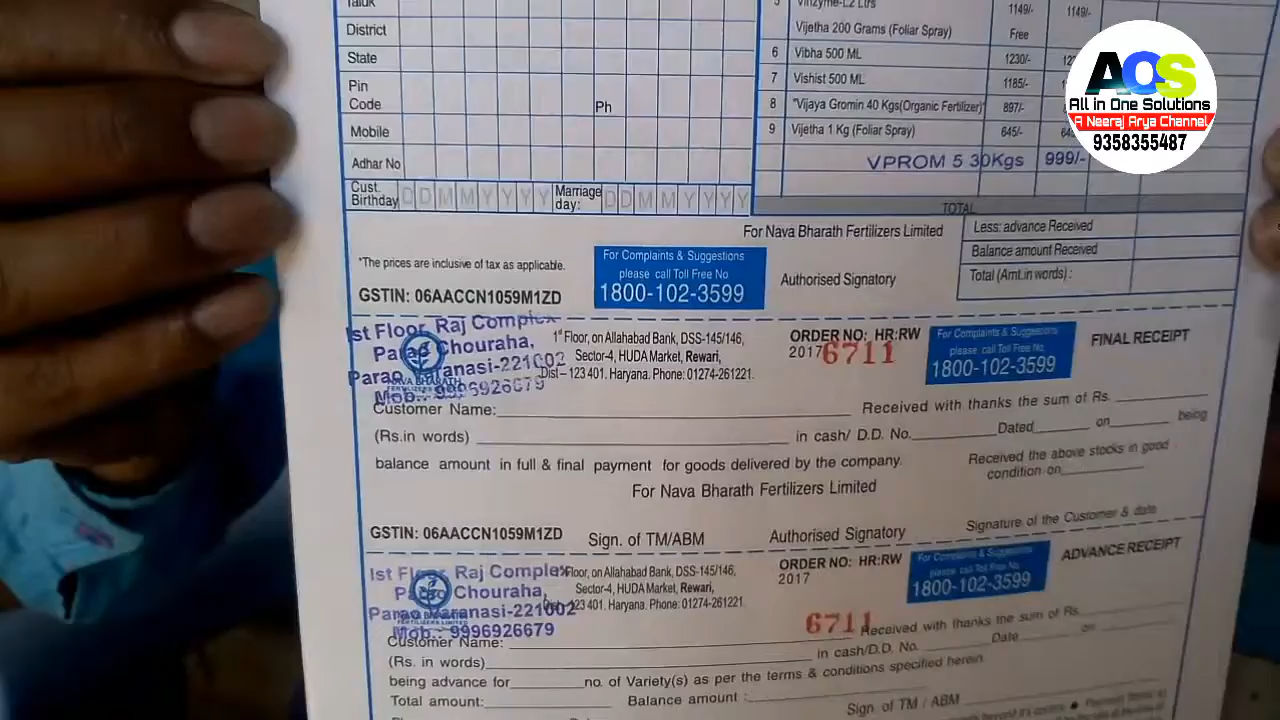 Taluk
District
State
Pin
Code
Ph
Mobile
Adhar No
Cust. Birthday D D M M Y Y Y Y Marriage day: D D M M Y Y Y Y
5 Vinzyme-L2 Ltrs 1149/- 1149/-
Vijetha 200 Grams (Foliar Spray) Free
6 Vibha 500 ML 1230/-
7 Vishist 500 ML 1185/-
8 "Vijaya Gromin 40 Kgs(Organic Fertilizer) 897/-
9 Vijetha 1 Kg (Foliar Spray) 645/-
VPROM 5 30Kgs 999/-
TOTAL
AOS
All in One Solutions
A Neeraj Arya Channel
9358355487
For Nava Bharath Fertilizers Limited
Less: advance Received
Balance amount Received
Total (Amt.in words) :
*The prices are inclusive of tax as applicable.
For Complaints & Suggestions
please call Toll Free No
1800-102-3599
Authorised Signatory
GSTIN: 06AACCN1059M1ZD
Ist Floor, Raj Complex
Parao Chouraha,
Parao, Varanasi-221002
Mob.: 9996926679
NAVA BHARATH
1st Floor, on Allahabad Bank, DSS-145/146,
Sector-4, HUDA Market, Rewari,
Dist– 123 401. Haryana. Phone: 01274-261221.
ORDER NO: HR:RW
2017 6711
For Complaints & Suggestions
please call Toll Free No.
1800-102-3599
FINAL RECEIPT
Customer Name: Received with thanks the sum of Rs.
(Rs.in words) in cash/ D.D. No. Dated on being
balance amount in full & final payment for goods delivered by the company.
Received the above stocks in good
condition on
For Nava Bharath Fertilizers Limited
GSTIN: 06AACCN1059M1ZD Sign. of TM/ABM Authorised Signatory Signature of the Customer & date
Ist Floor, Raj Complex
Parao Chouraha,
Parao Varanasi-221002
Mob.: 9996926679
Floor, on Allahabad Bank, DSS-145/146,
Sector-4, HUDA Market, Rewari,
123 401. Haryana. Phone: 01274-261221.
ORDER NO: HR:RW
2017
6711
For Complaints & Suggestions
please call Toll Free No.
1800-102-3599
ADVANCE RECEIPT
Customer Name: Received with thanks the sum of Rs.
(Rs. in words) in cash/D.D. No. Date on
being advance for no. of Variety(s) as per the terms & conditions specified herein
Total amount: Balance amount : Sign. of TM / ABM